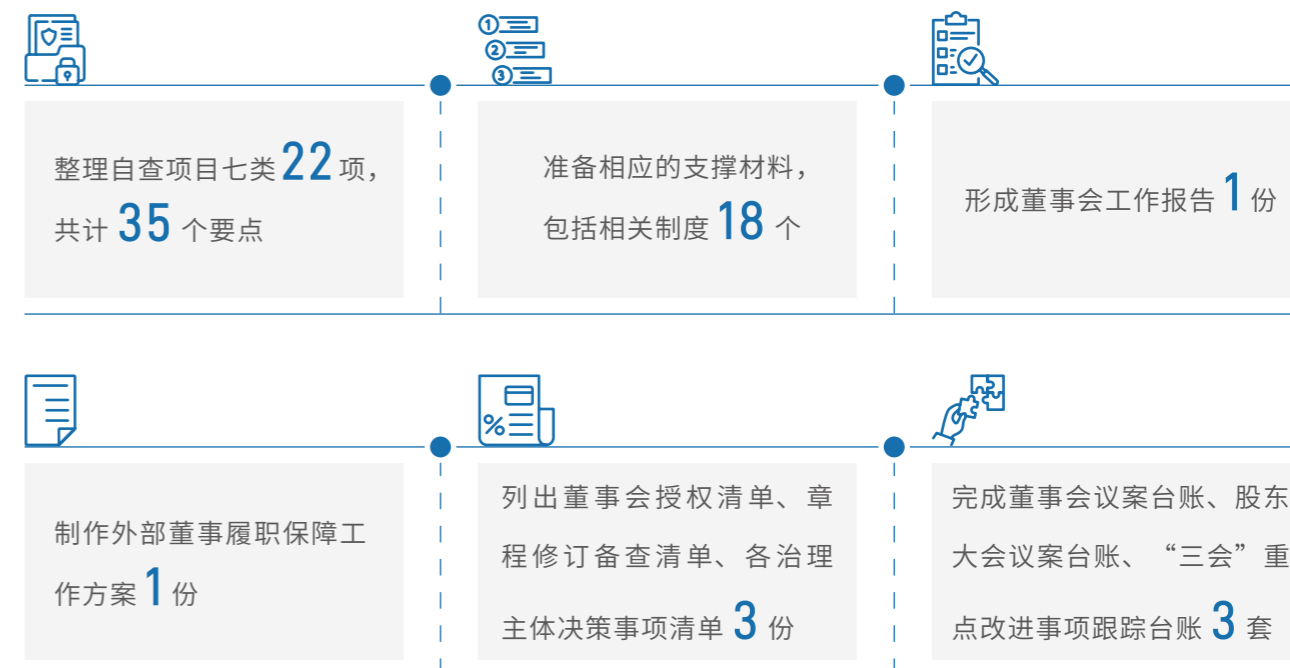 ①
②
③
整理自查项目七类 22 项，
共计 35 个要点
准备相应的支撑材料，
包括相关制度 18 个
形成董事会工作报告 1 份
%
制作外部董事履职保障工
作方案 1 份
列出董事会授权清单、章
程修订备查清单、各治理
主体决策事项清单 3 份
完成董事会议案台账、股东
大会议案台账、“三会”重
点改进事项跟踪台账 3 套